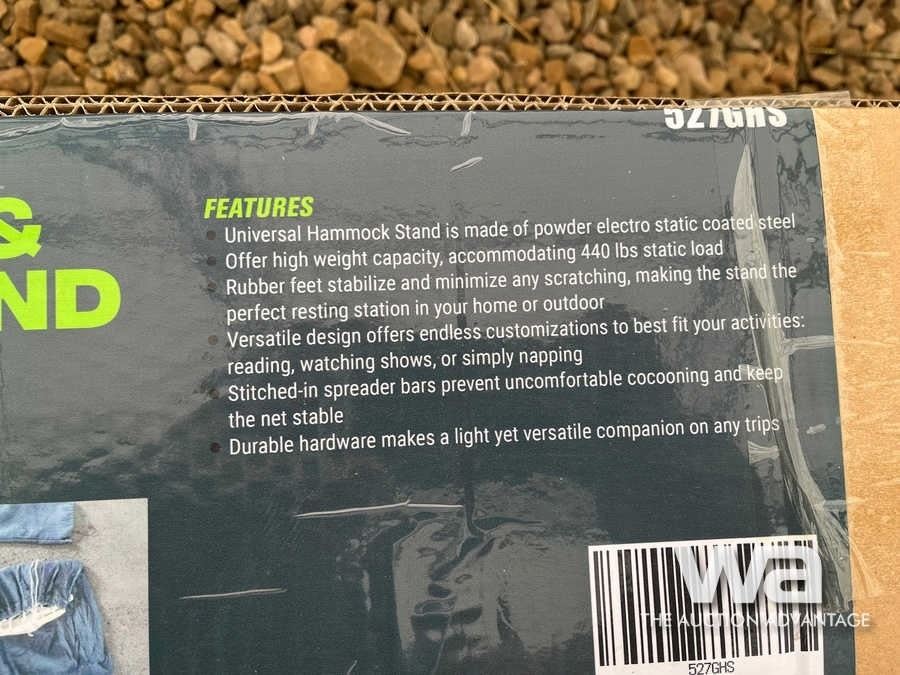 527GHS
&
ND
FEATURES
Universal Hammock Stand is made of powder electro static coated steel
Offer high weight capacity, accommodating 440 lbs static load
Rubber feet stabilize and minimize any scratching, making the stand the
perfect resting station in your home or outdoor
Versatile design offers endless customizations to best fit your activities:
reading, watching shows, or simply napping
Stitched-in spreader bars prevent uncomfortable cocooning and keep
the net stable
Durable hardware makes a light yet versatile companion on any trips
wa
THE AUCTION ADVANTAGE
527GHS